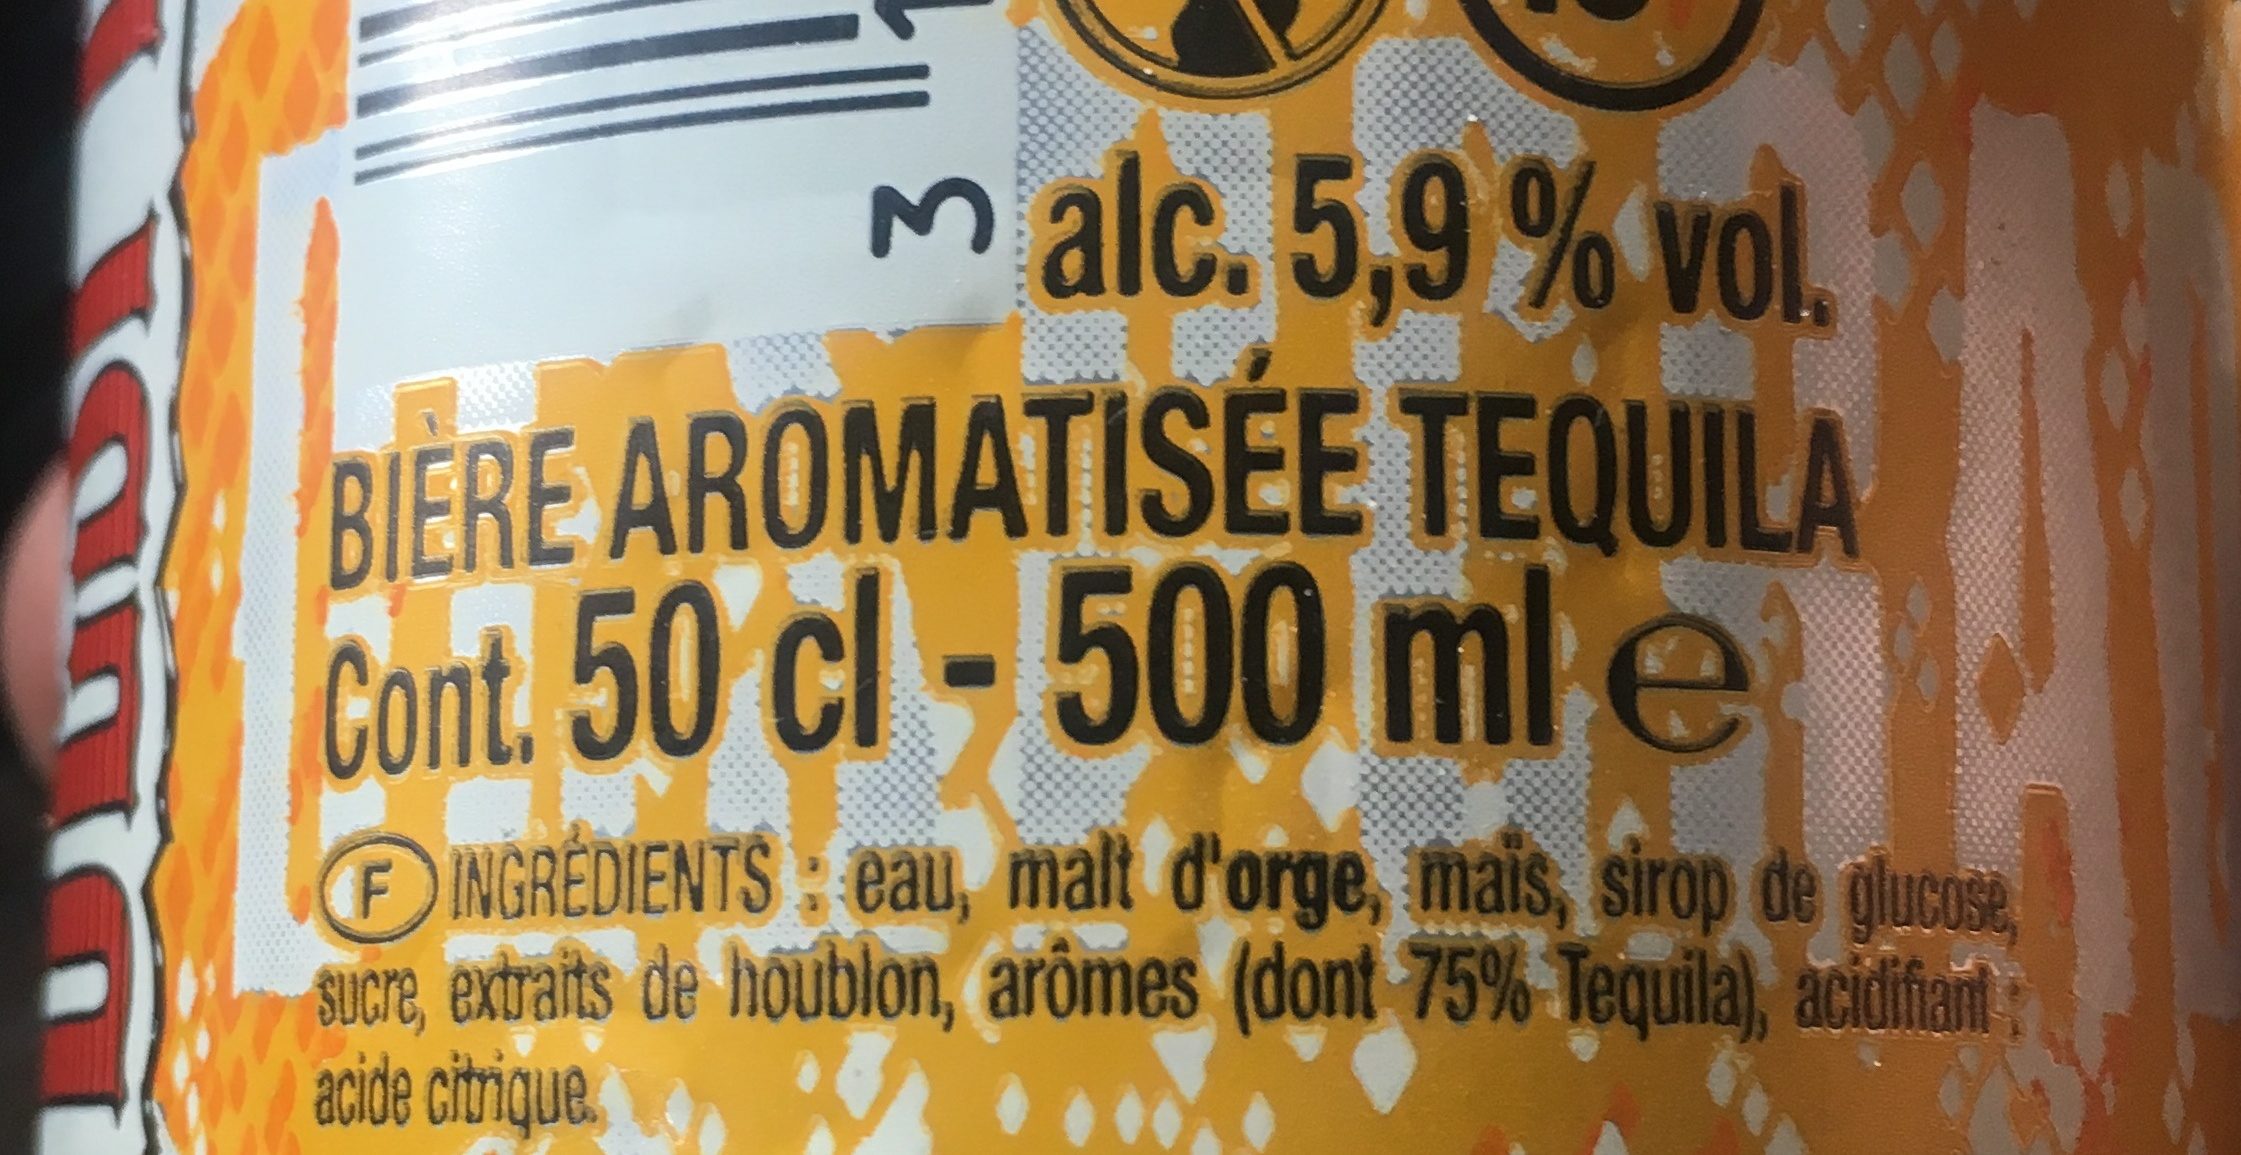 3
alc. 5,9 % vol.
BIÈRE AROMATISÉE TEQUILA
Cont. 50 cl - 500 ml e
F INGRÉDIENTS : eau, malt d'orge, maïs, sirop de glucose,
sucre, extraits de houblon, arômes (dont 75% Tequila), acidifiant :
acide citrique.